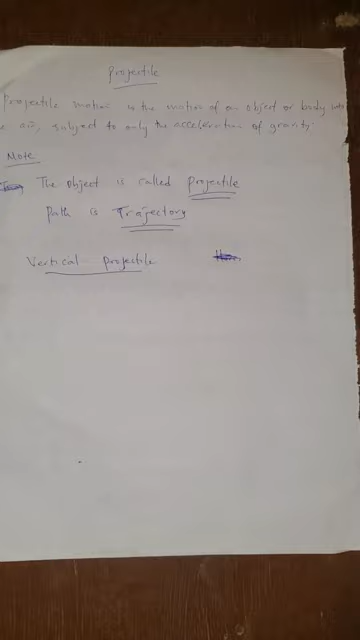 Projectile
Projectile motion is the motion of an object or body into
air, subject to only the acceleration of gravity.
Note
The object is called Projectile
Path is Trajectory
Vertical projectile